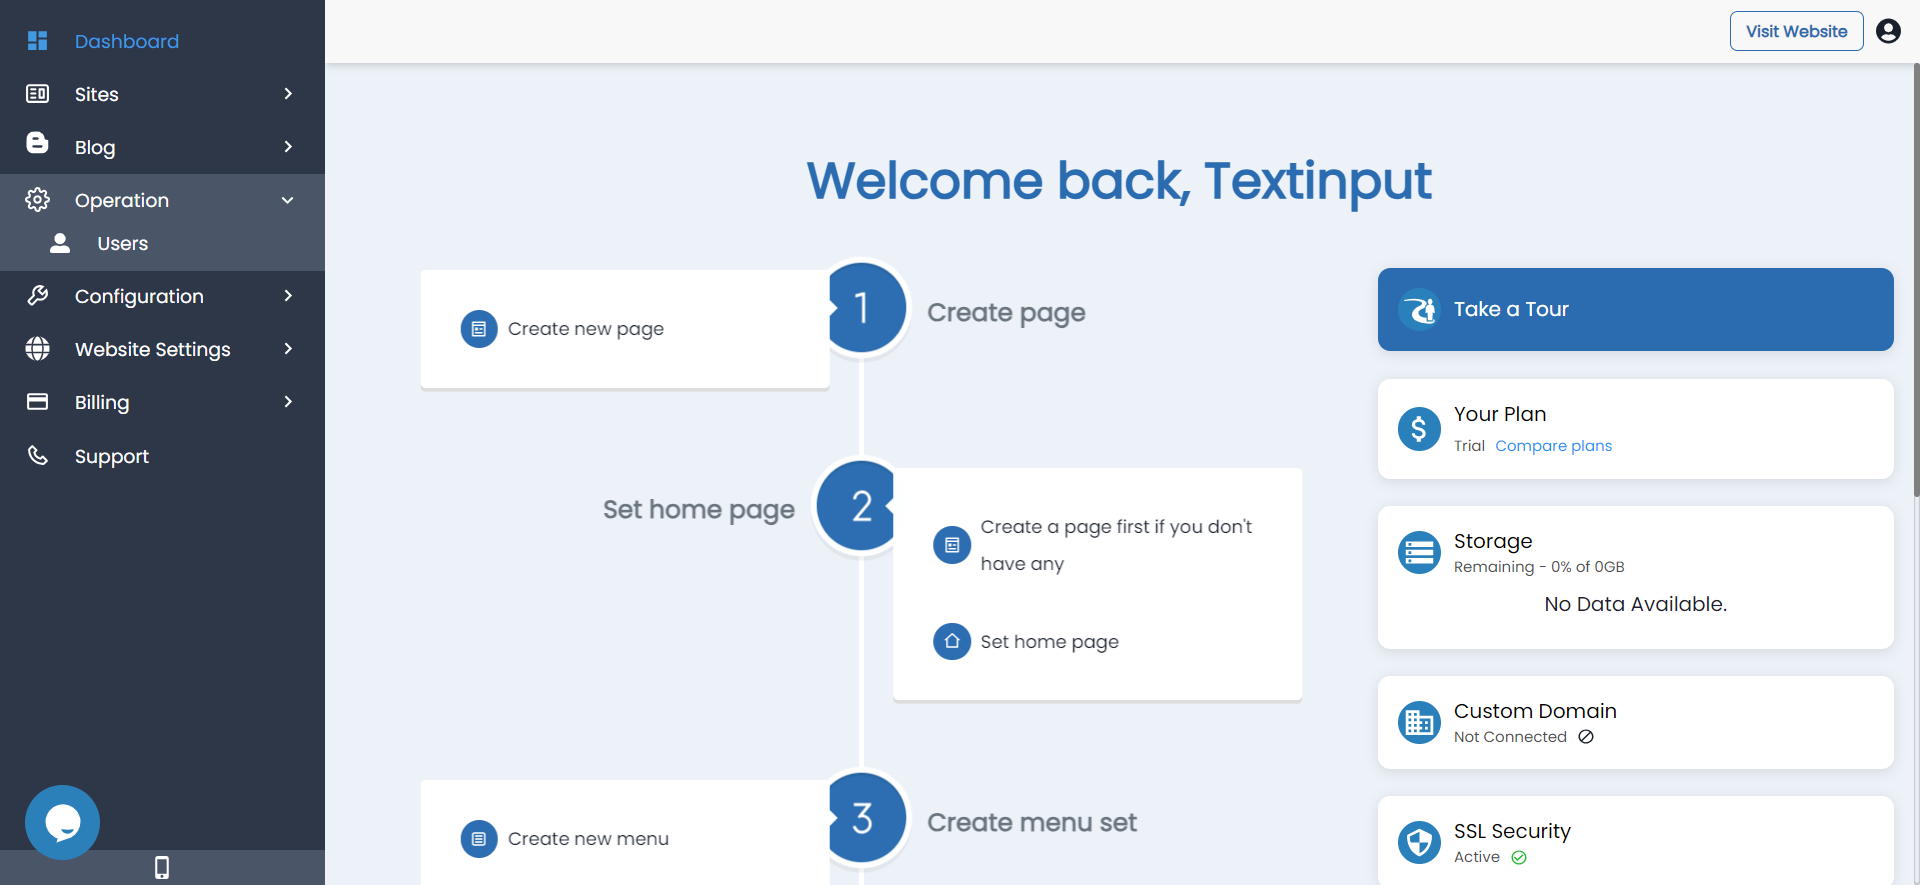 Dashboard
Sites
Blog
Operation
Users
Configuration
Website Settings
Billing
Support
Visit Website
Welcome back, Textinput
Create new page
1
Create page
Set home page
2
Create a page first if you don't
have any
Set home page
Create new menu
3
Create menu set
Take a Tour
Your Plan
Trial Compare plans
Storage
Remaining - 0% of 0GB
No Data Available.
Custom Domain
Not Connected
SSL Security
Active